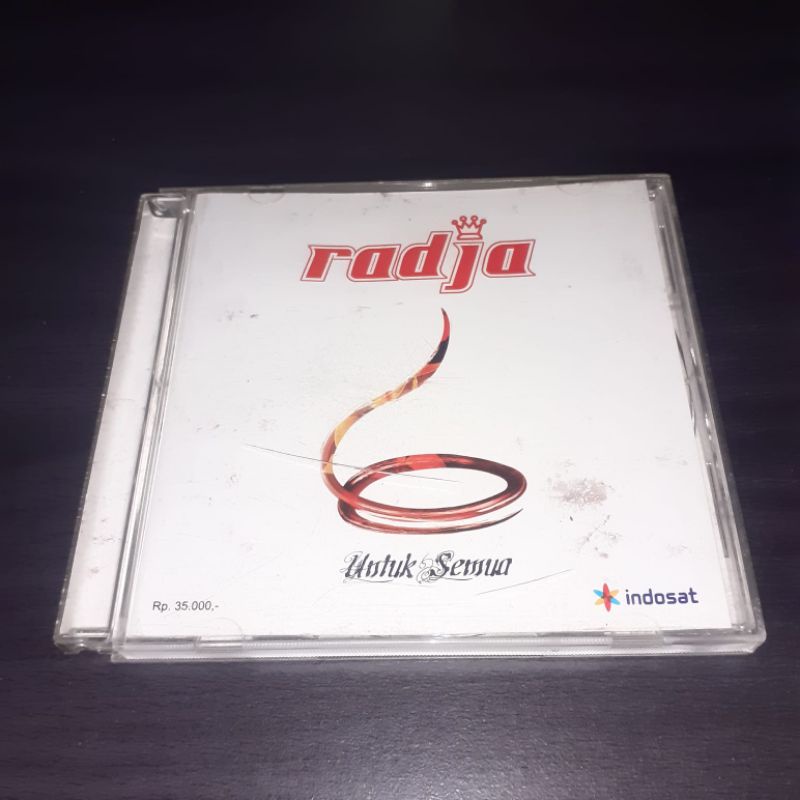 radja
Untuk Semua
Rp. 35.000,-
indosat